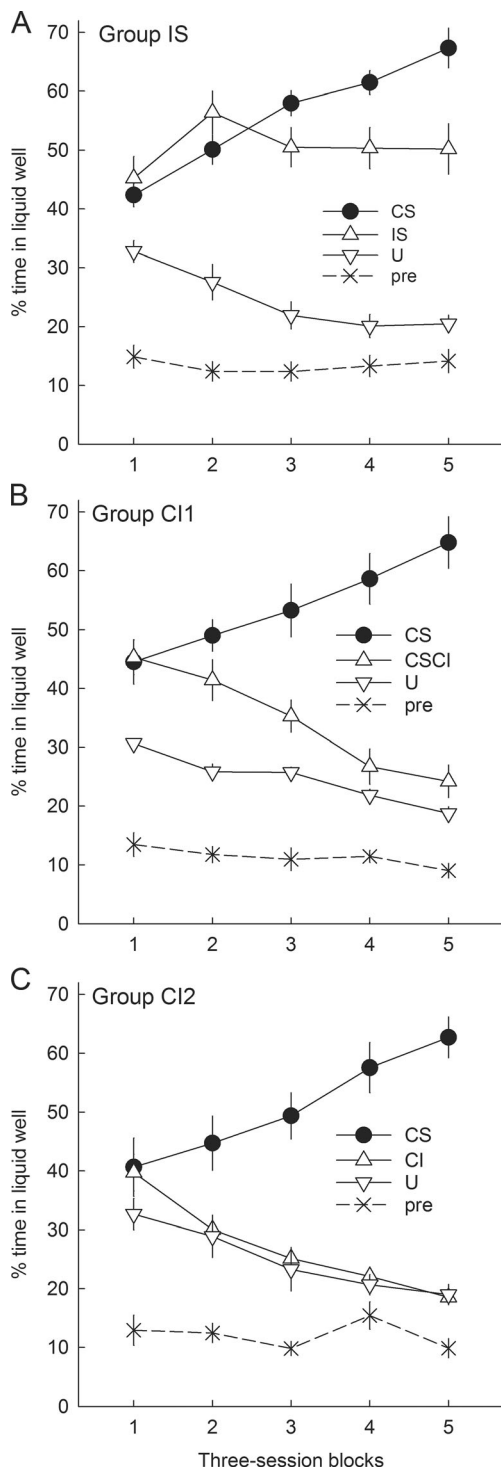 A
Group IS
70
60
50
40
30
20
10
0
% time in liquid well
CS
IS
U
pre
1 2 3 4 5
B
Group CI1
70
60
50
40
30
20
10
0
% time in liquid well
CS
CSCI
U
pre
1 2 3 4 5
C
Group CI2
70
60
50
40
30
20
10
0
% time in liquid well
CS
CI
U
pre
1 2 3 4 5
Three-session blocks